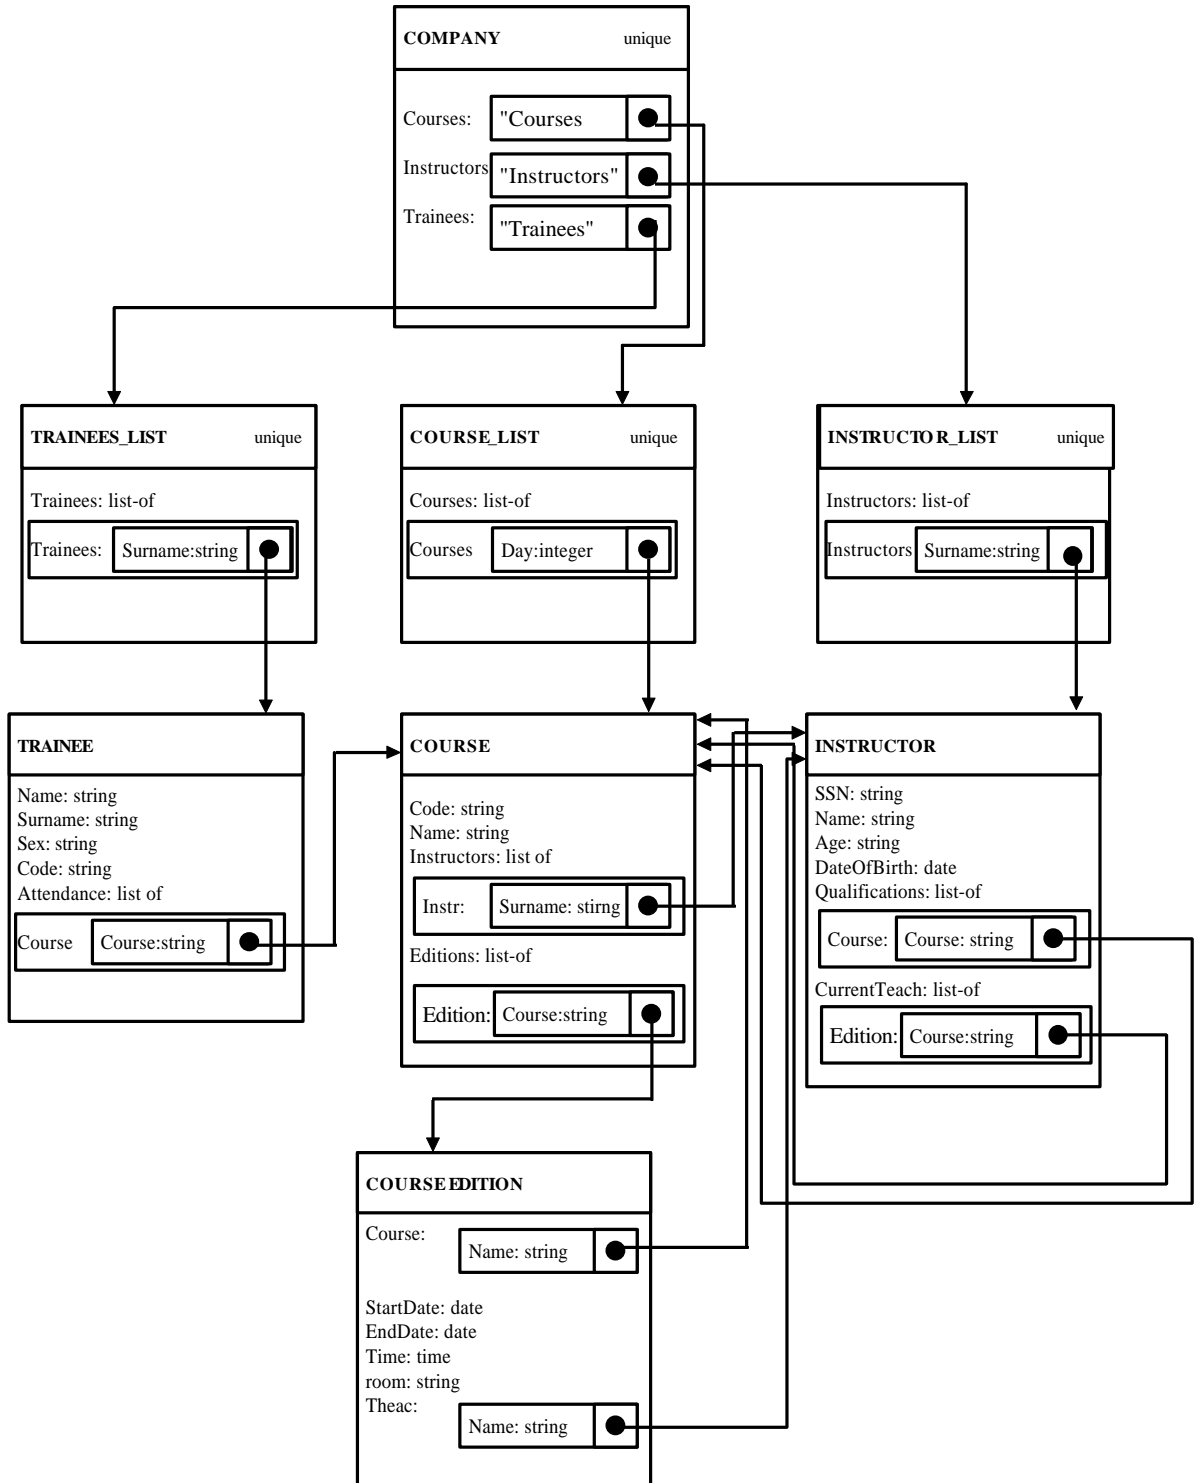 COMPANY unique
Courses: "Courses
Instructors "Instructors"
Trainees: "Trainees"
TRAINEES_LIST unique
Trainees: list-of
Trainees: Surname:string
COURSE_LIST unique
Courses: list-of
Courses Day:integer
INSTRUCTOR_LIST unique
Instructors: list-of
Instructors Surname:string
TRAINEE
Name: string
Surname: string
Sex: string
Code: string
Attendance: list of
Course Course:string
COURSE
Code: string
Name: string
Instructors: list of
Instr: Surname: stirng
Editions: list-of
Edition: Course:string
INSTRUCTOR
SSN: string
Name: string
Age: string
DateOfBirth: date
Qualifications: list-of
Course: Course: string
CurrentTeach: list-of
Edition: Course:string
COURSE EDITION
Course: Name: string
StartDate: date
EndDate: date
Time: time
room: string
Theac: Name: string